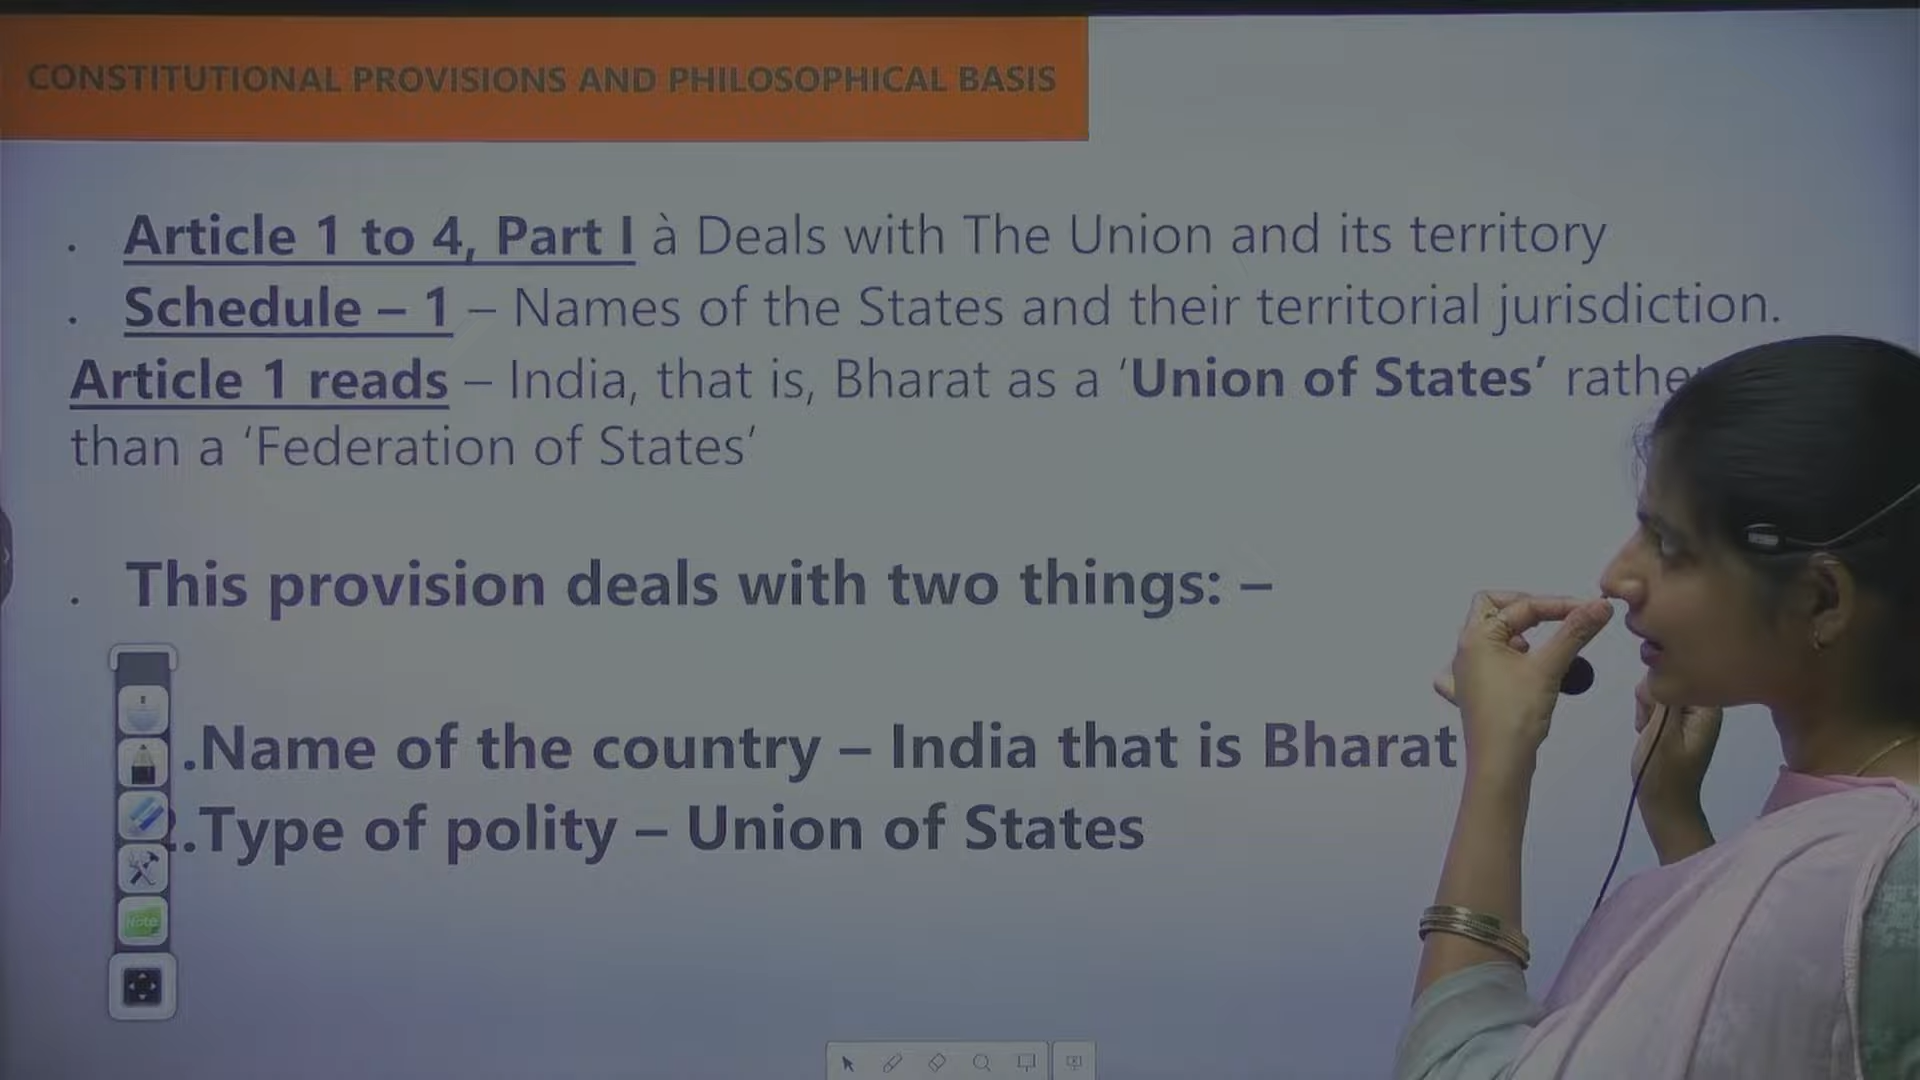 CONSTITUTIONAL PROVISIONS AND PHILOSOPHICAL BASIS
. Article 1 to 4, Part I à Deals with The Union and its territory
. Schedule – 1 – Names of the States and their territorial jurisdiction.
Article 1 reads – India, that is, Bharat as a ‘Union of States’ rathe
than a ‘Federation of States’
. This provision deals with two things: –
.Name of the country – India that is Bharat
2.Type of polity – Union of States
Note